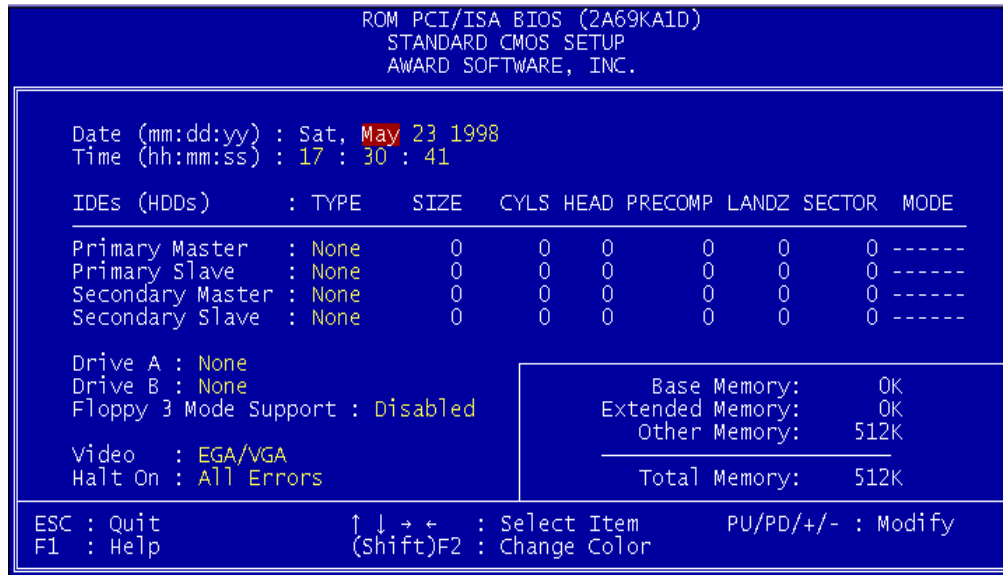 ROM PCI/ISA BIOS (2A69KA1D)
STANDARD CMOS SETUP
AWARD SOFTWARE, INC.
Date (mm:dd:yy) : Sat, May 23 1998
Time (hh:mm:ss) : 17 : 30 : 41
IDEs (HDDs) : TYPE SIZE CYLS HEAD PRECOMP LANDZ SECTOR MODE
Primary Master : None 0 0 0 0 0 0 ------
Primary Slave : None 0 0 0 0 0 0 ------
Secondary Master : None 0 0 0 0 0 0 ------
Secondary Slave : None 0 0 0 0 0 0 ------
Drive A : None
Drive B : None
Floppy 3 Mode Support : Disabled
Video : EGA/VGA
Halt On : All Errors
Base Memory: 0K
Extended Memory: 0K
Other Memory: 512K
Total Memory: 512K
ESC : Quit ↑ ↓ → ← : Select Item PU/PD/+/- : Modify
F1 : Help (Shift)F2 : Change Color